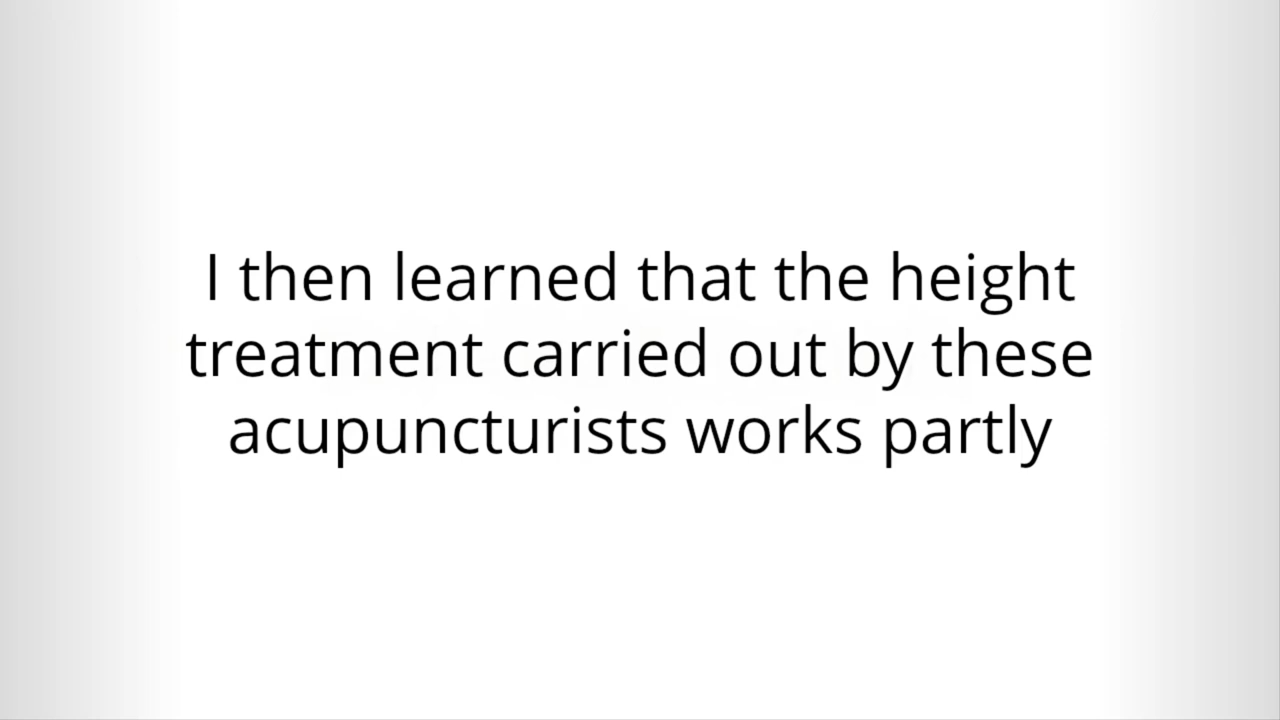 I then learned that the height
treatment carried out by these
acupuncturists works partly